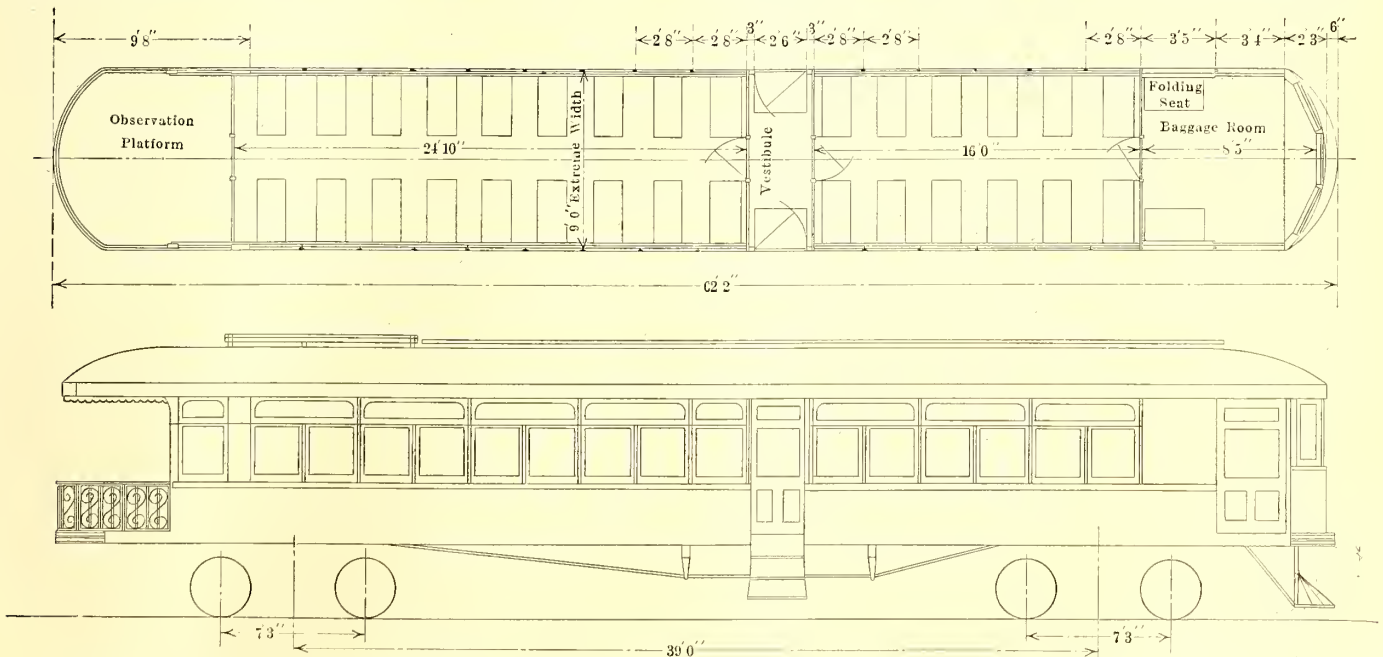 9'8"
2'8" 2'8" 3" 2'6" 3" 2'8" 2'8"
2'8" 3'5" 3'4" 2'3" 6"
Observation
Platform
24'10"
9'0" Extreme Width
Vestibule
16'0"
Folding
Seat
Baggage Room
8'5"
62'2"
7'3"
39'0"
7'3"